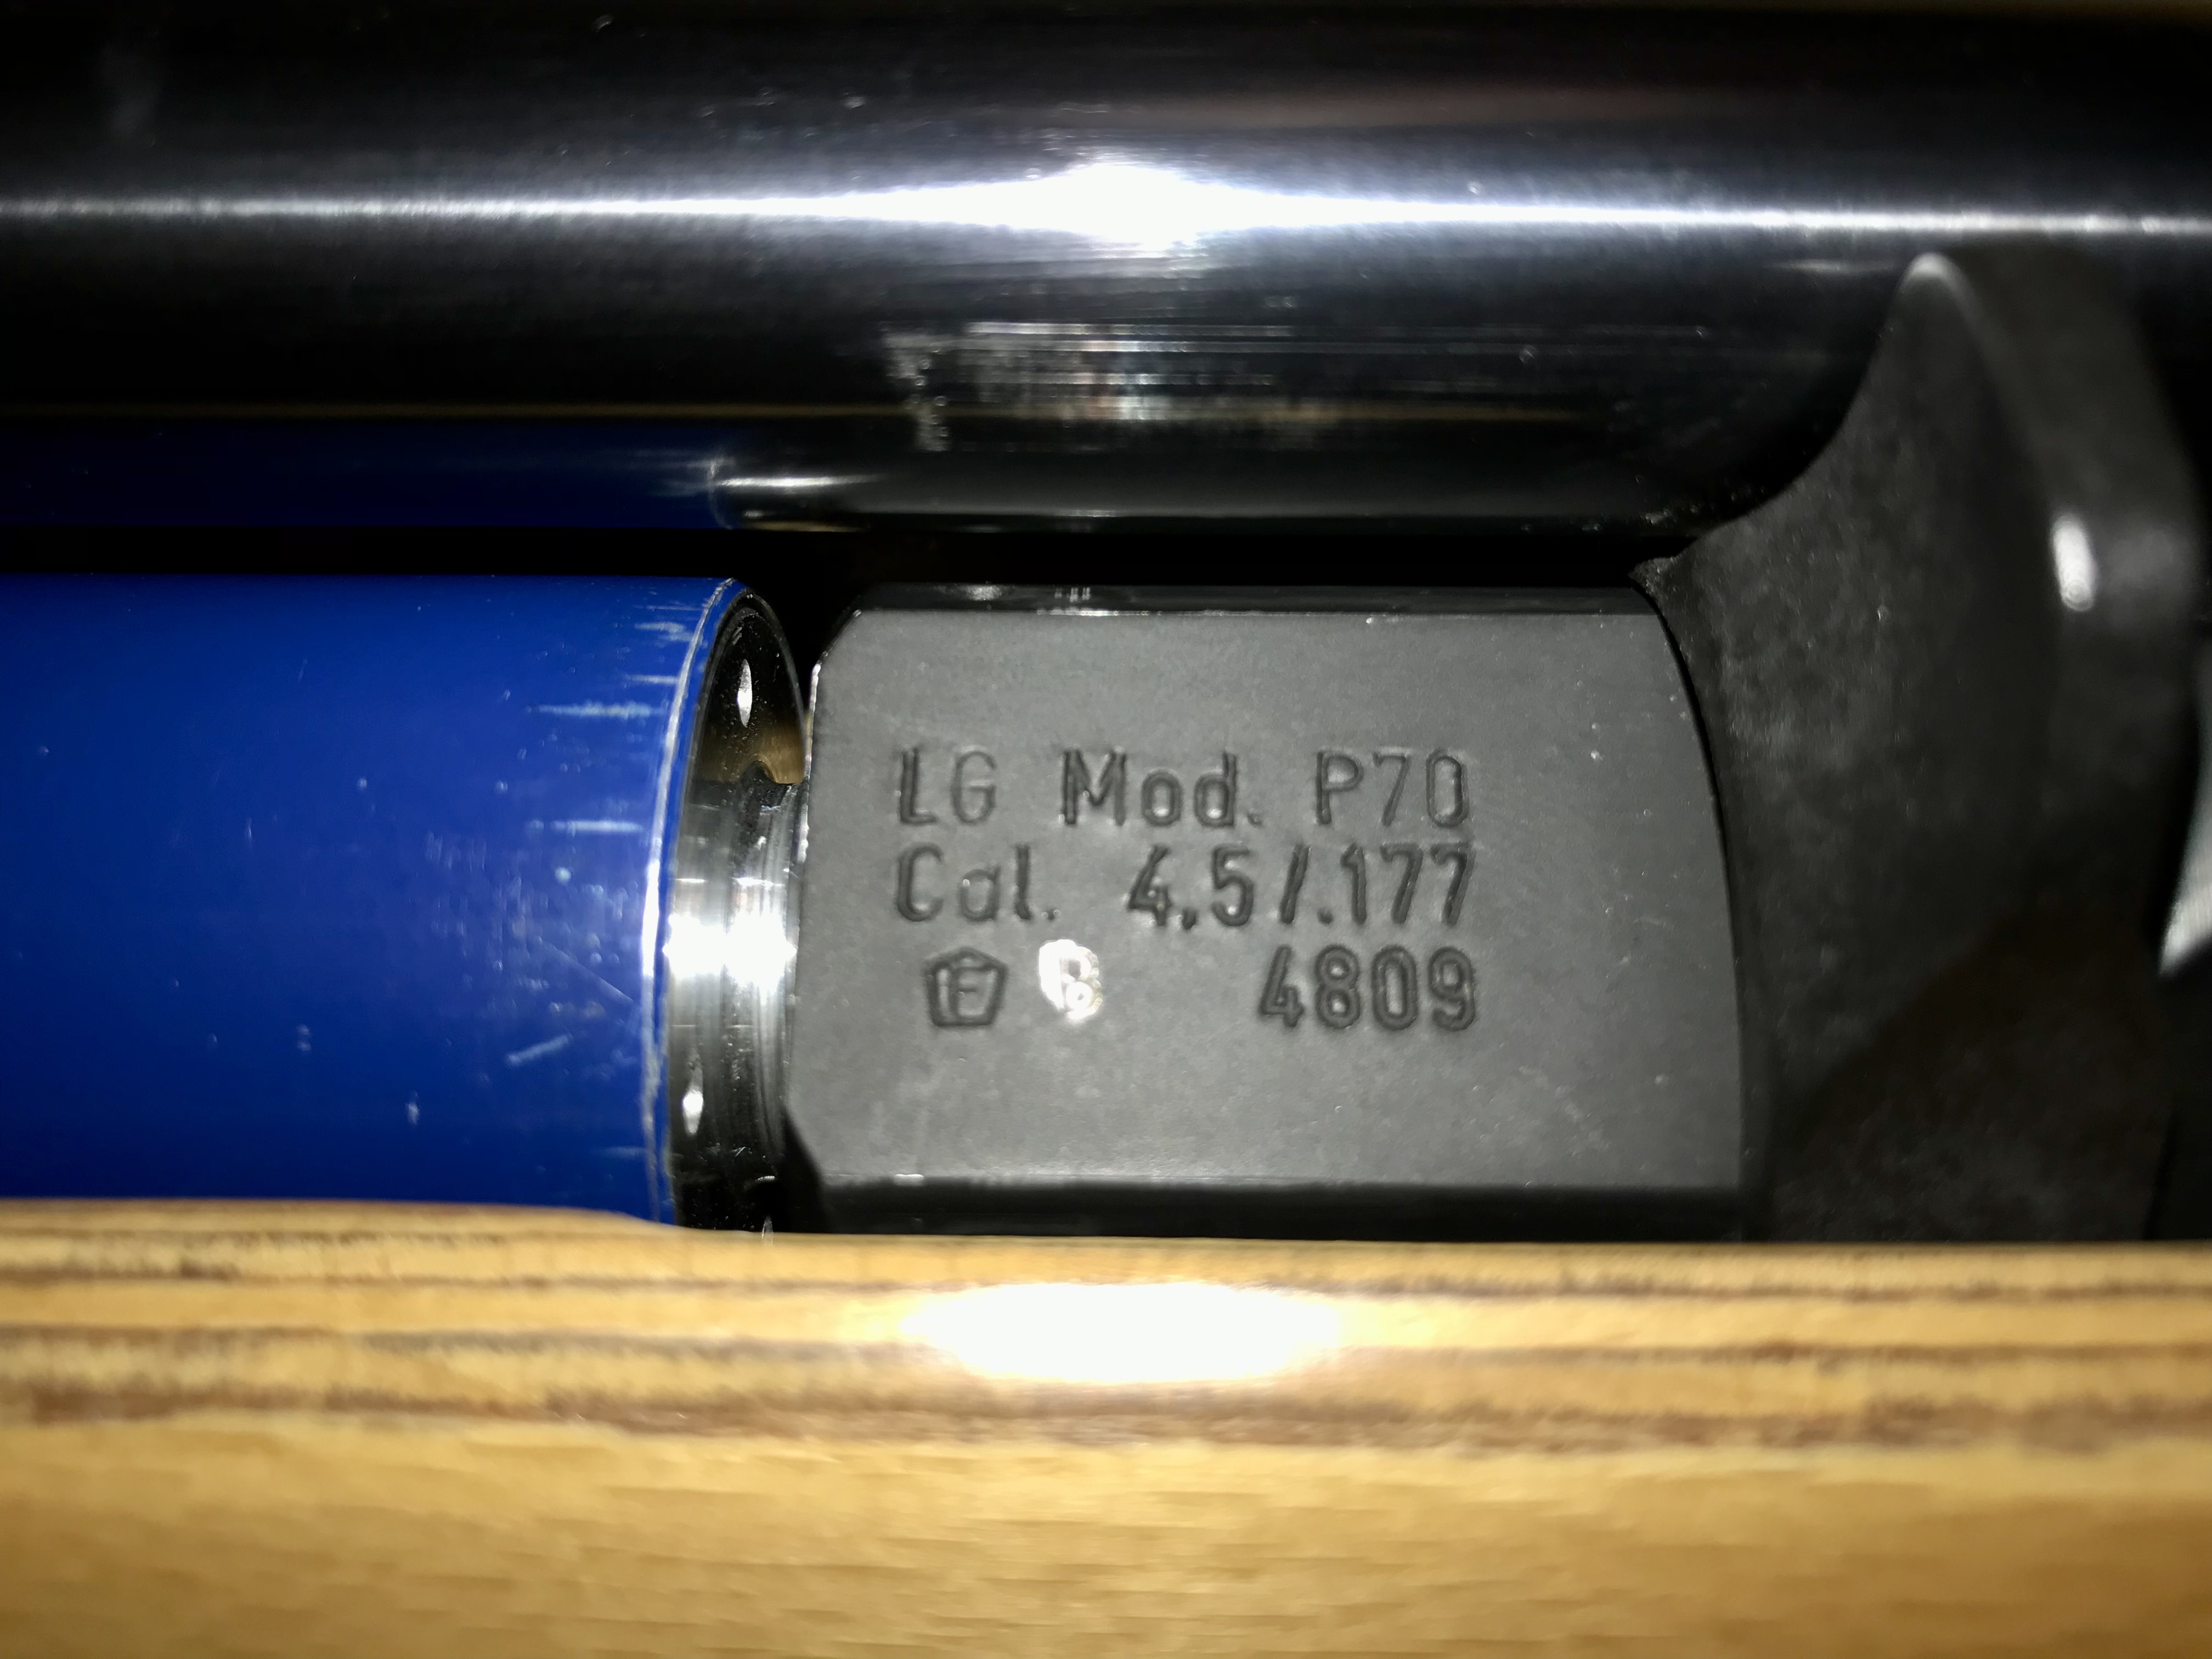 LG Mod. P70
Cal. 4,5/.177
F B 4809